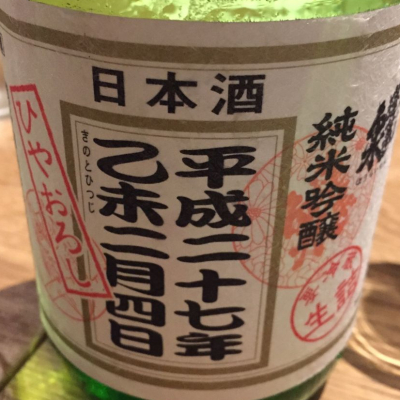 日本酒
純米吟醸
平成二十七年
乙未二月四日
きのとひつじ
ひやおろし